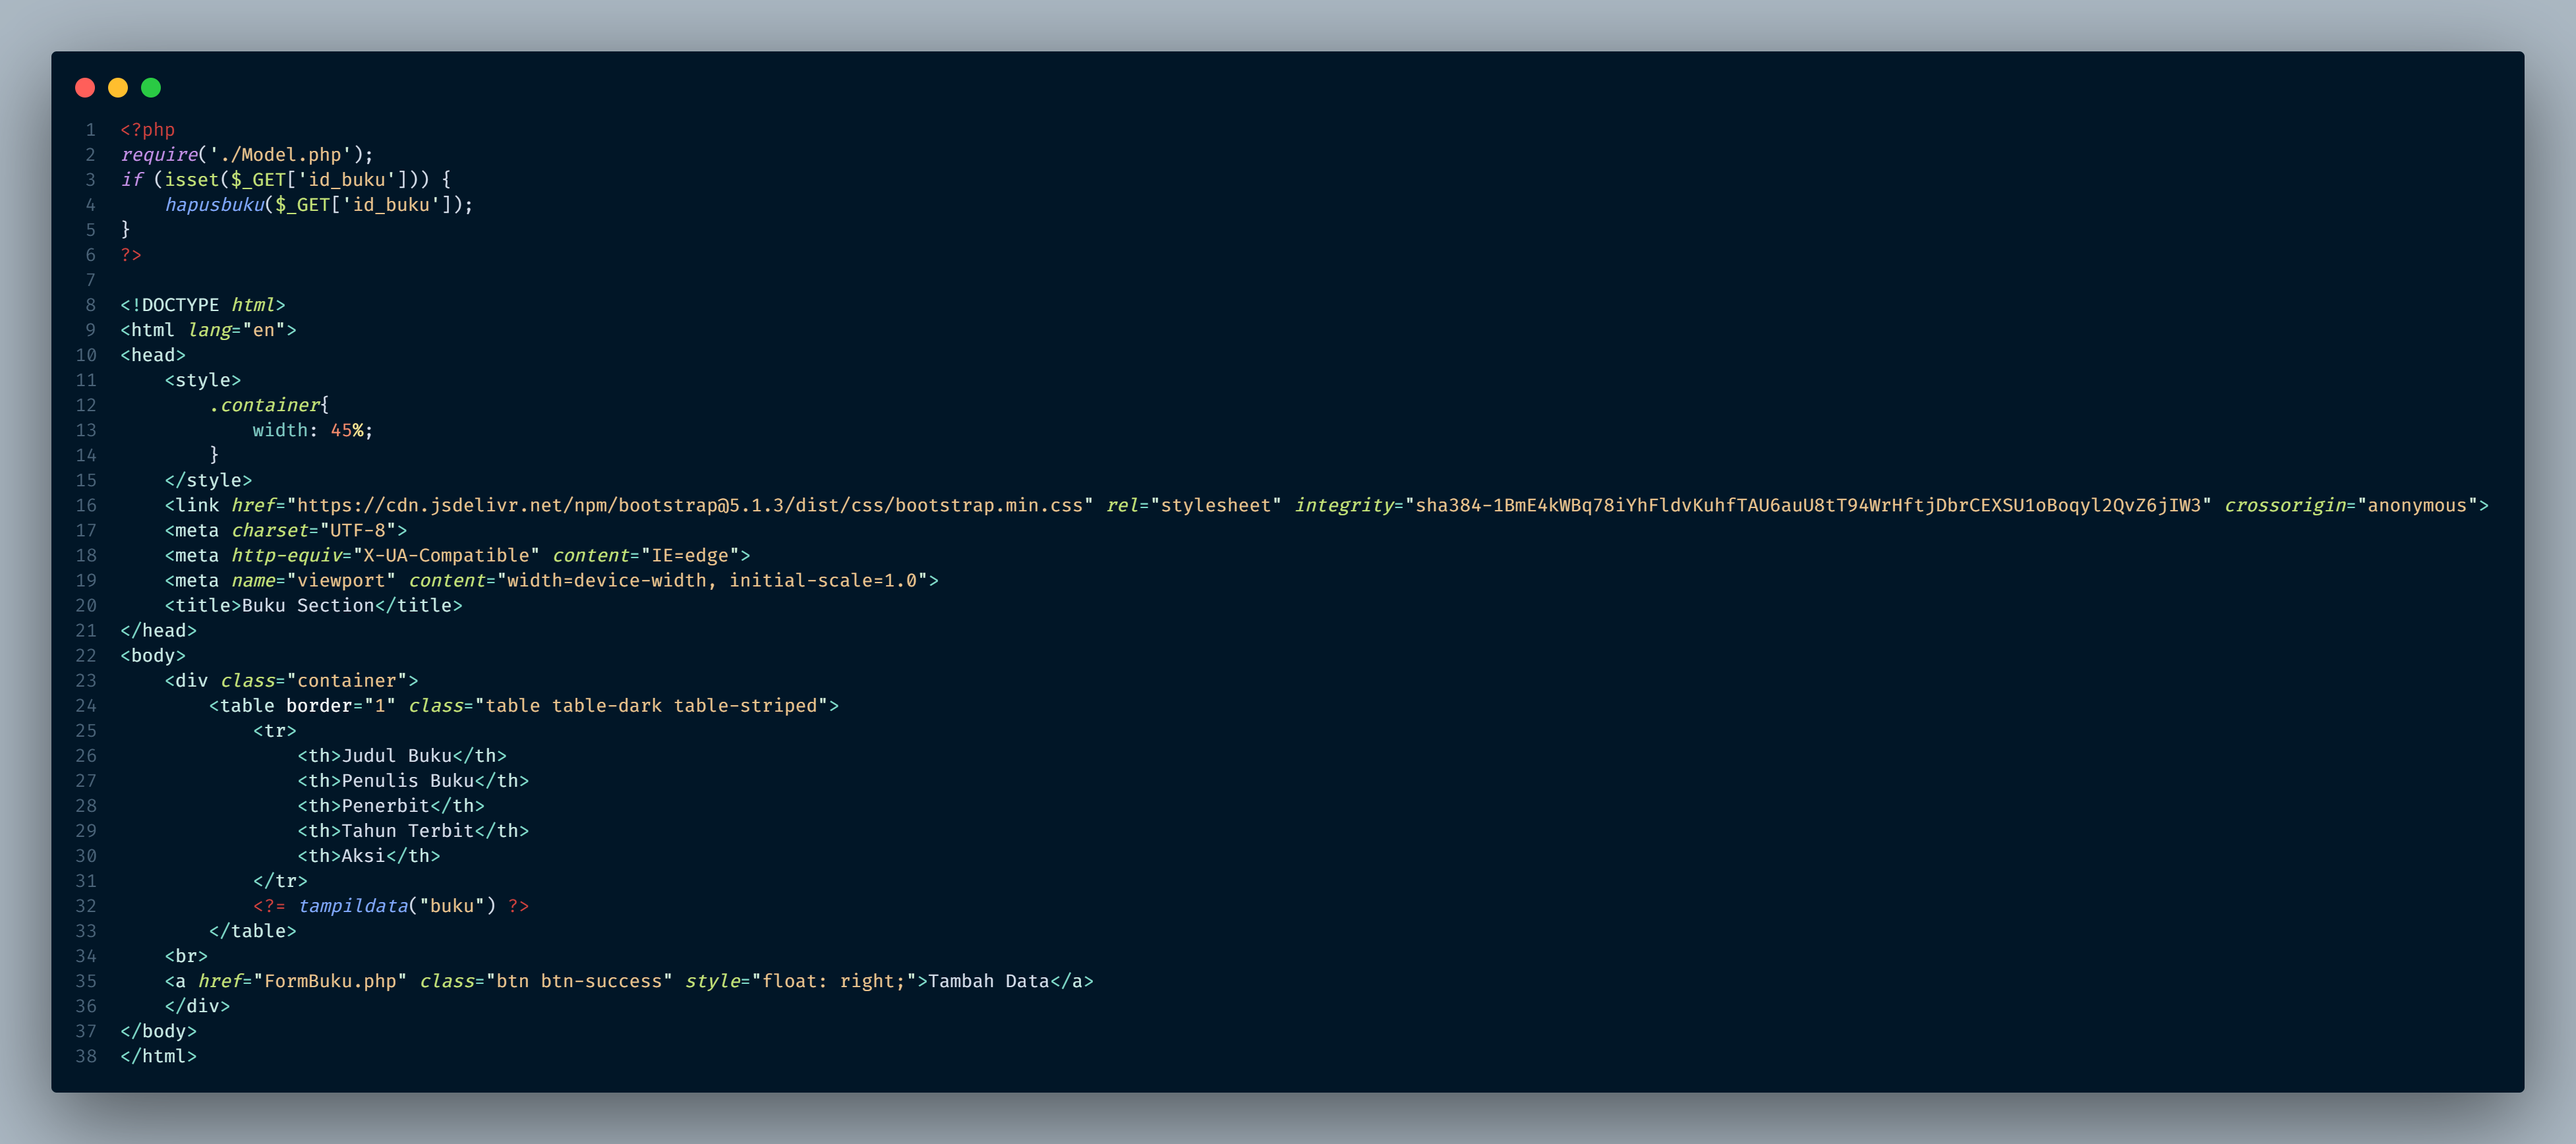 1 <?php
2 require('./Model.php');
3 if (isset($_GET['id_buku'])) {
4     hapusbuku($_GET['id_buku']);
5 }
6 ?>
7
8 <!DOCTYPE html>
9 <html lang="en">
10 <head>
11     <style>
12         .container{
13             width: 45%;
14         }
15     </style>
16     <link href="https://cdn.jsdelivr.net/npm/bootstrap@5.1.3/dist/css/bootstrap.min.css" rel="stylesheet" integrity="sha384-1BmE4kWBq78iYhFldvKuhfTAU6auU8tT94WrHftjDbrCEXSU1oBoqyl2QvZ6jIW3" crossorigin="anonymous">
17     <meta charset="UTF-8">
18     <meta http-equiv="X-UA-Compatible" content="IE=edge">
19     <meta name="viewport" content="width=device-width, initial-scale=1.0">
20     <title>Buku Section</title>
21 </head>
22 <body>
23     <div class="container">
24         <table border="1" class="table table-dark table-striped">
25             <tr>
26                 <th>Judul Buku</th>
27                 <th>Penulis Buku</th>
28                 <th>Penerbit</th>
29                 <th>Tahun Terbit</th>
30                 <th>Aksi</th>
31             </tr>
32             <?= tampildata("buku") ?>
33         </table>
34     <br>
35     <a href="FormBuku.php" class="btn btn-success" style="float: right;">Tambah Data</a>
36     </div>
37 </body>
38 </html>